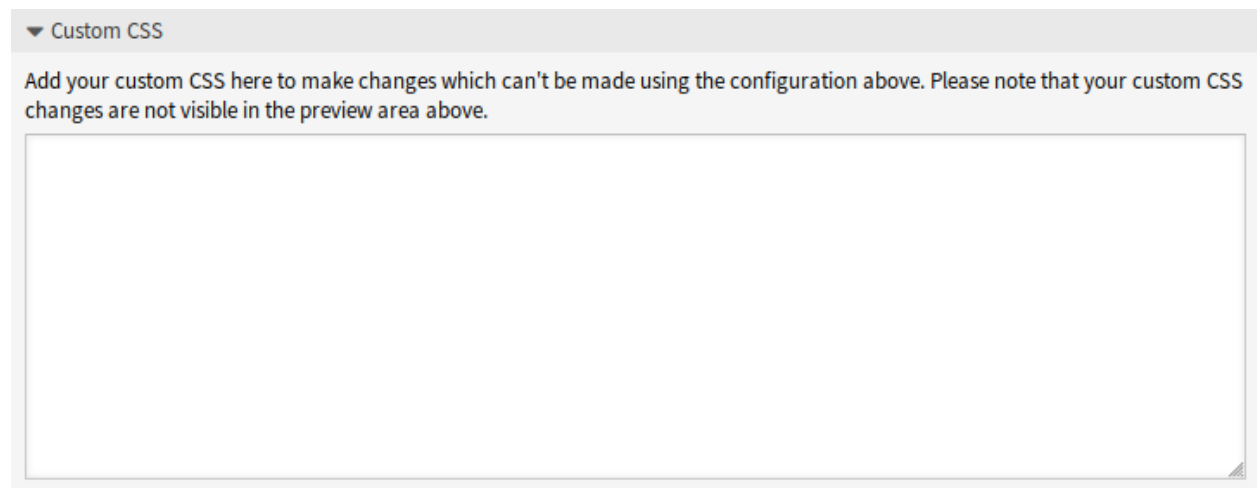 Custom CSS
Add your custom CSS here to make changes which can't be made using the configuration above. Please note that your custom CSS
changes are not visible in the preview area above.